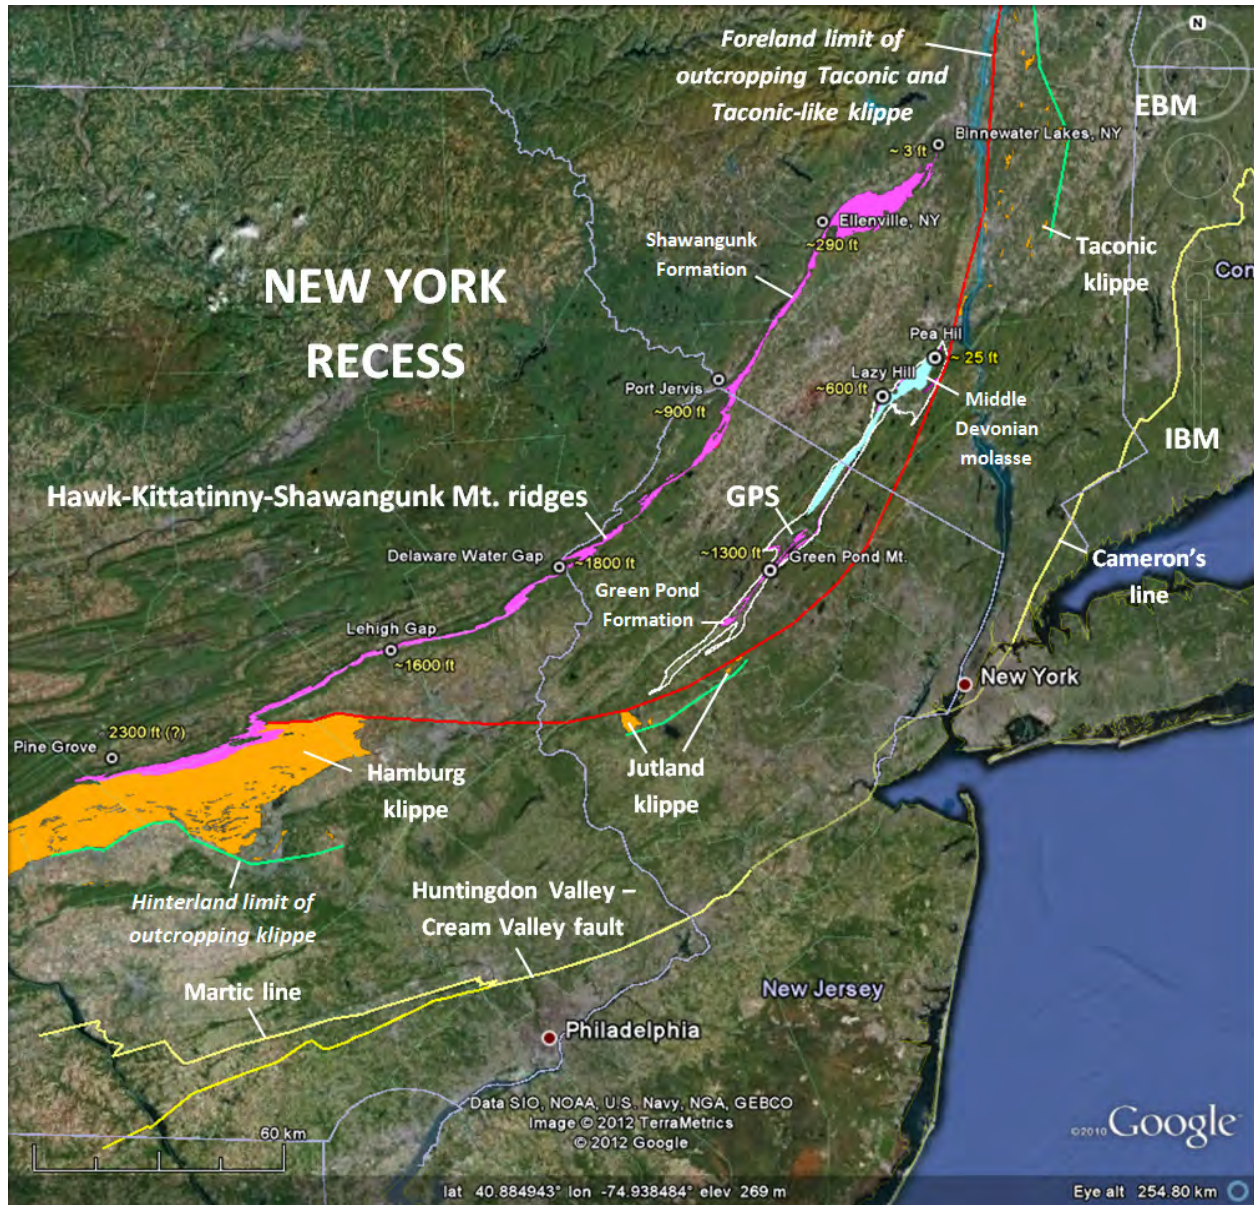 Foreland limit of
outcropping Taconic and
Taconic-like klippe
N
EBM
Binnewater Lakes, NY
~ 3 ft
Ellenville, NY
~290 ft
Shawangunk
Formation
Taconic
klippe
Con
NEW YORK
RECESS
Pea Hil
~ 25 ft
Lazy Hill
~600 ft
Port Jervis
~900 ft
Middle
Devonian
molasse
IBM
Hawk-Kittatinny-Shawangunk Mt. ridges
GPS
Delaware Water Gap
~1800 ft
~1300 ft
Green Pond Mt.
Cameron's
line
Green Pond
Formation
Lehigh Gap
~1600 ft
New York
2300 ft (?)
Pine Grove
Hamburg
klippe
Jutland
klippe
Hinterland limit of
outcropping klippe
Huntingdon Valley –
Cream Valley fault
Martic line
New Jersey
Philadelphia
Data SIO, NOAA, U.S. Navy, NGA, GEBCO
Image © 2012 TerraMetrics
© 2012 Google
60 km
©2010 Google
lat 40.884943° lon -74.938484° elev 269 m
Eye alt 254.80 km